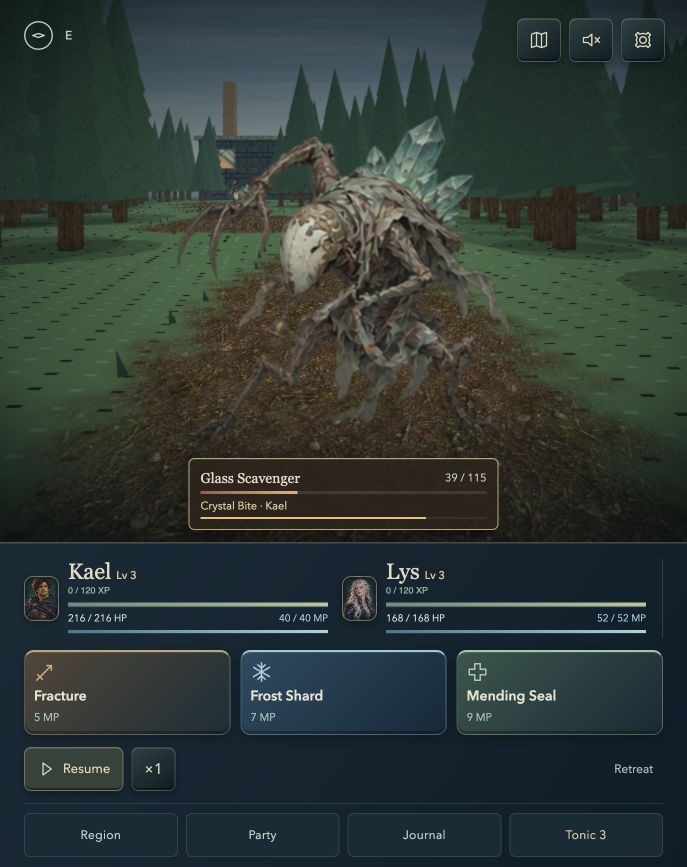 E
Glass Scavenger 39 / 115
Crystal Bite · Kael
Kael Lv 3
0 / 120 XP
216 / 216 HP 40 / 40 MP
Lys Lv 3
0 / 120 XP
168 / 168 HP 52 / 52 MP
Fracture
5 MP
Frost Shard
7 MP
Mending Seal
9 MP
Resume ×1 Retreat
Region Party Journal Tonic 3